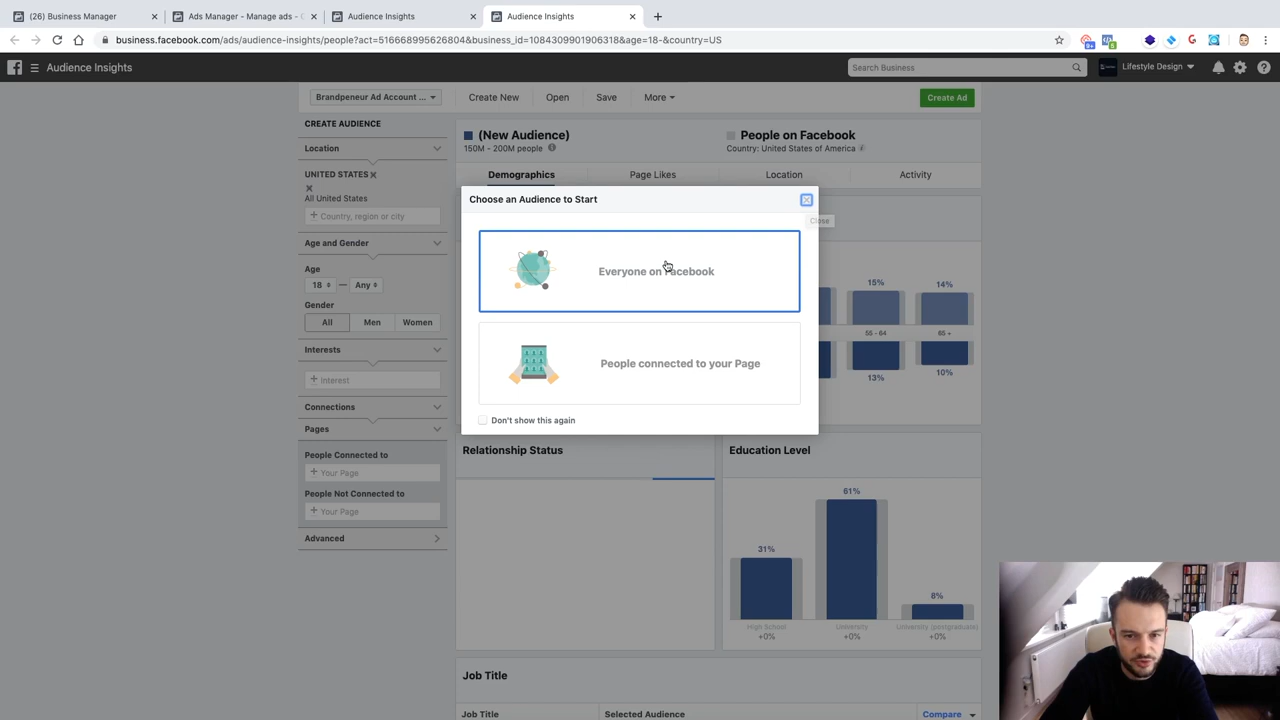 (26) Business Manager
Ads Manager - Manage ads - C
Audience Insights
Audience Insights
business.facebook.com/ads/audience-insights/people?act=516668995626804&business_id=1084309901906318&age=18-&country=US
Audience Insights
Search Business
Lifestyle Design
Brandpeneur Ad Account ...
Create New
Open
Save
More
Create Ad
CREATE AUDIENCE
Location
UNITED STATES
All United States
Country, region or city
Age and Gender
Age
18 — Any
Gender
All
Men
Women
Interests
Interest
Connections
Pages
People Connected to
Your Page
People Not Connected to
Your Page
Advanced
(New Audience)
150M - 200M people
People on Facebook
Country: United States of America
Demographics
Page Likes
Location
Activity
Choose an Audience to Start
Close
Everyone on Facebook
People connected to your Page
Don't show this again
15%
14%
55 - 64
65 +
13%
10%
Relationship Status
Education Level
61%
31%
8%
High School
University
University (postgraduate)
+0%
+0%
+0%
Job Title
Job Title
Selected Audience
Compare